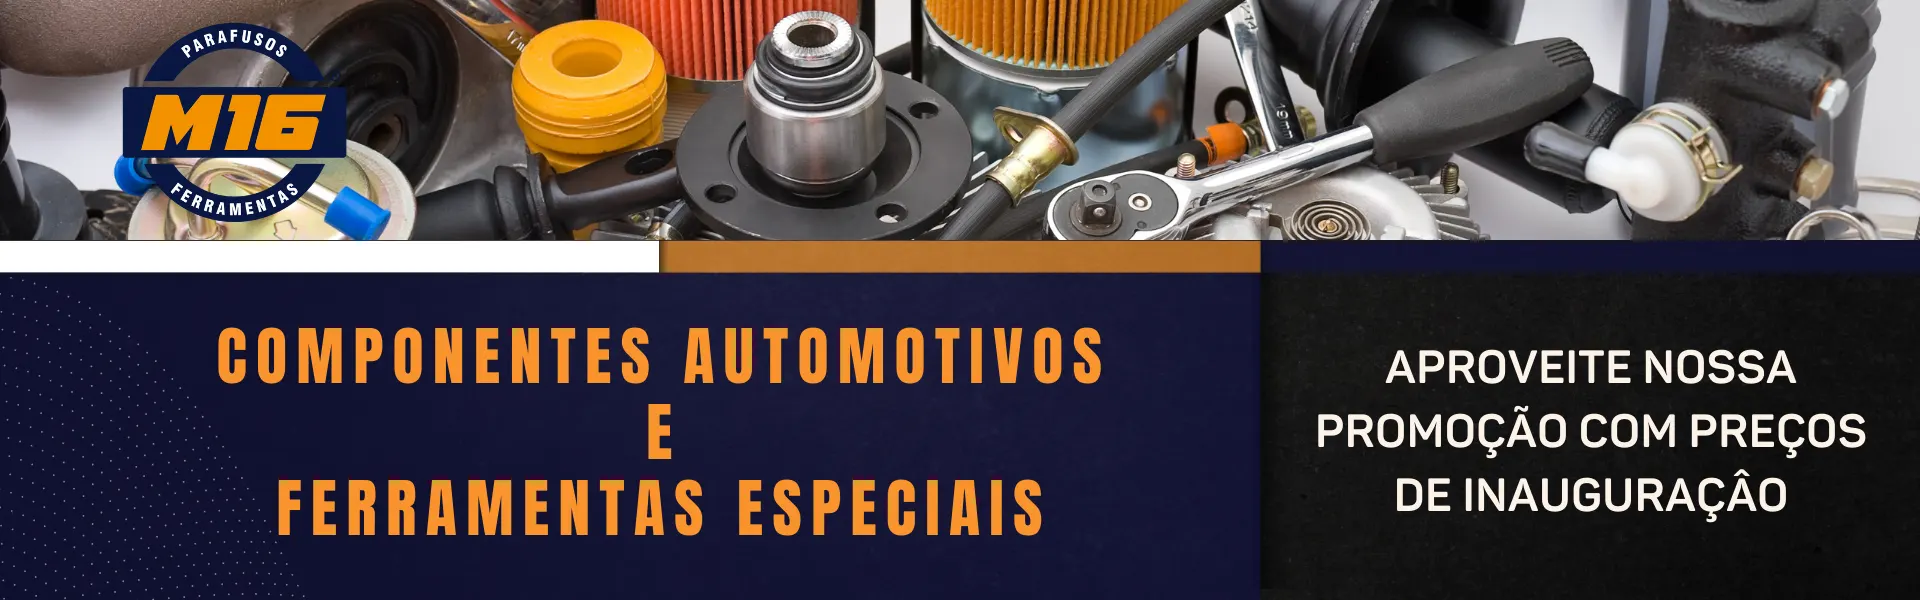 PARAFUSOS
M16
FERRAMENTAS
COMPONENTES AUTOMOTIVOS
E
FERRAMENTAS ESPECIAIS
APROVEITE NOSSA
PROMOÇÃO COM PREÇOS
DE INAUGURAÇÂO